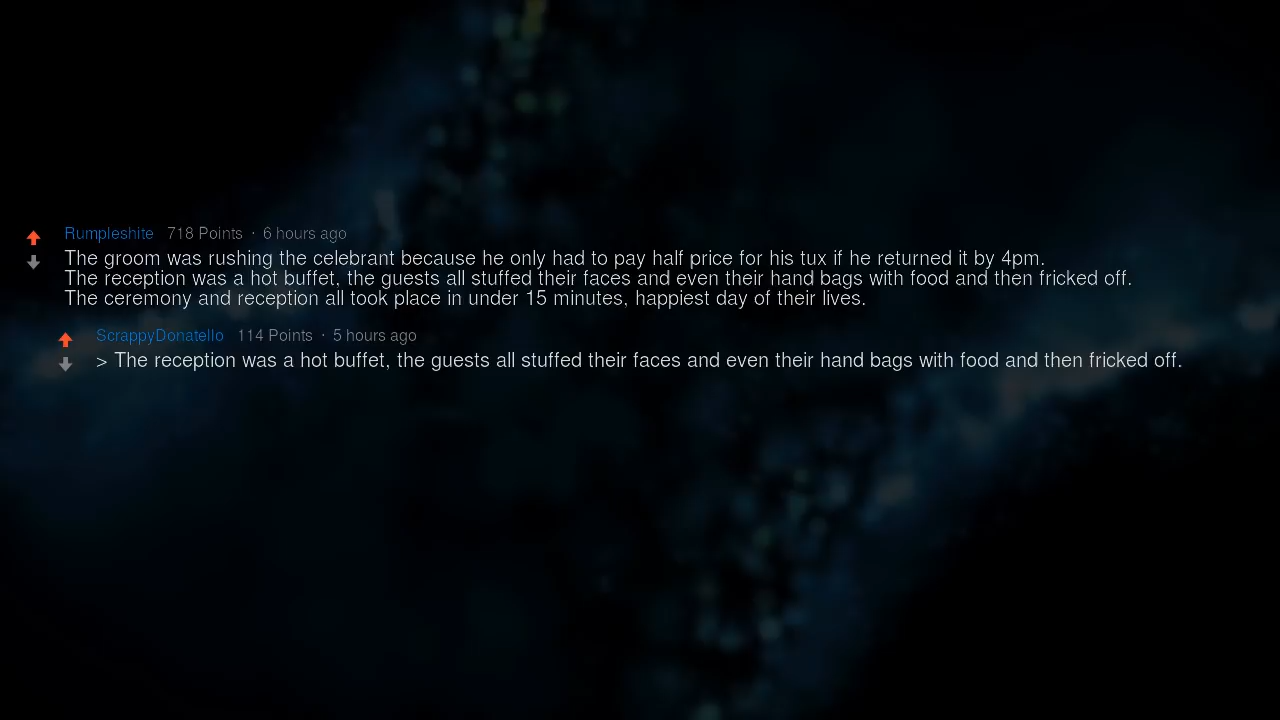 Rumpleshite 718 Points · 6 hours ago
The groom was rushing the celebrant because he only had to pay half price for his tux if he returned it by 4pm.
The reception was a hot buffet, the guests all stuffed their faces and even their hand bags with food and then fricked off.
The ceremony and reception all took place in under 15 minutes, happiest day of their lives.
ScrappyDonatello 114 Points · 5 hours ago
> The reception was a hot buffet, the guests all stuffed their faces and even their hand bags with food and then fricked off.